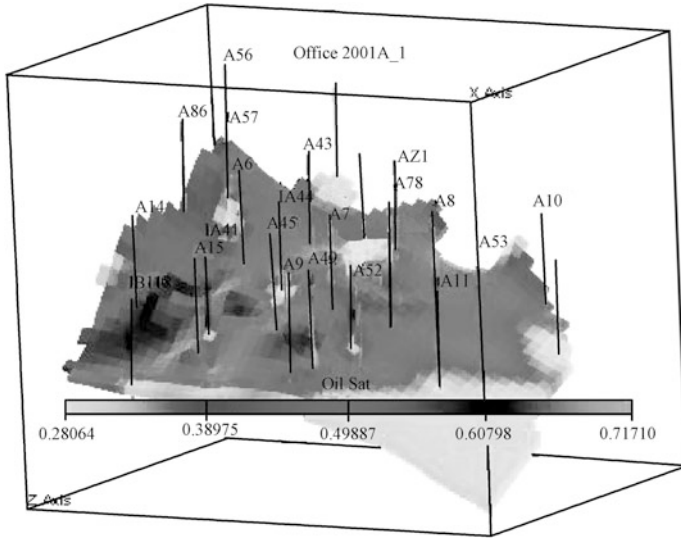 A56
Office 2001A_1
X Axis
A86
A57
A43
AZ1
A6
A78
IA44
A14
A7
A8
A10
IA41
A45
A15
A53
A9
A49
A52
A11
Oil Sat
0.28064
0.38975
0.49887
0.60798
0.71710
Z Axis